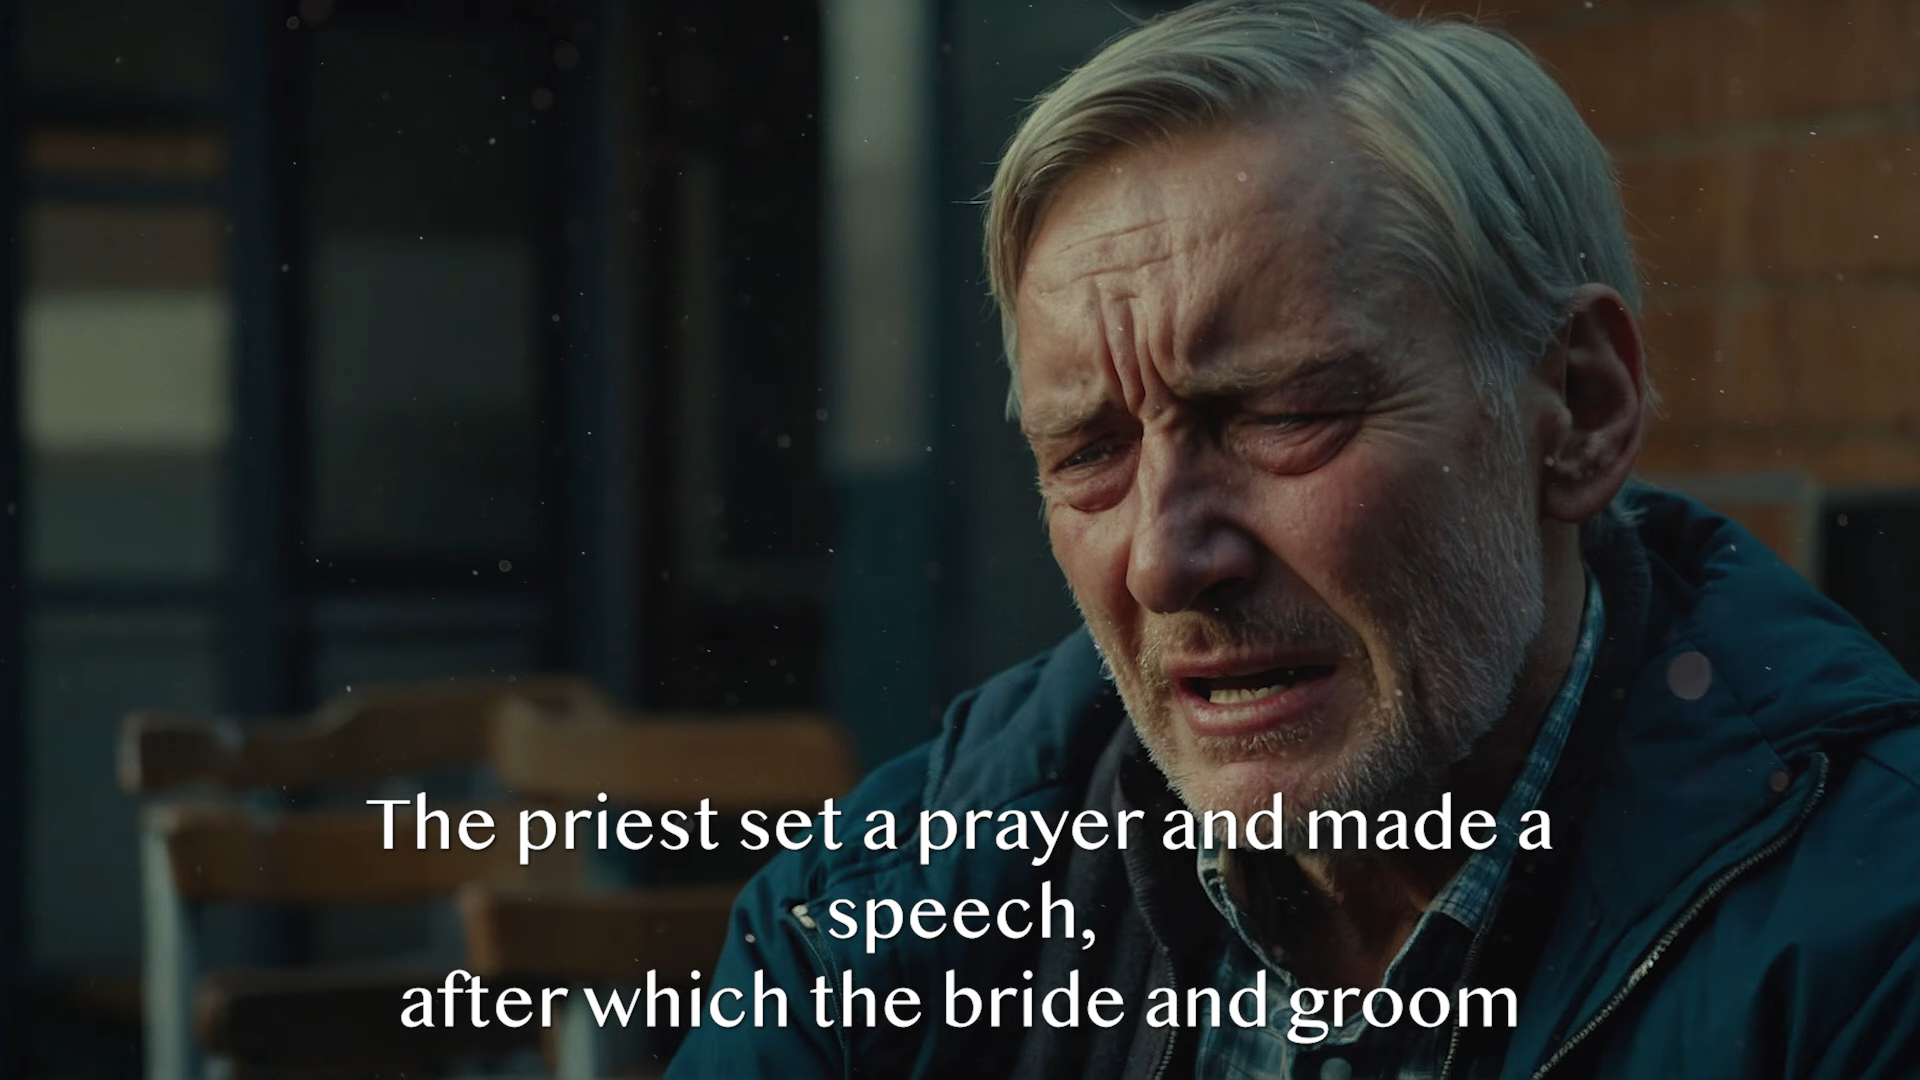 The priest set a prayer and made a
speech,
after which the bride and groom